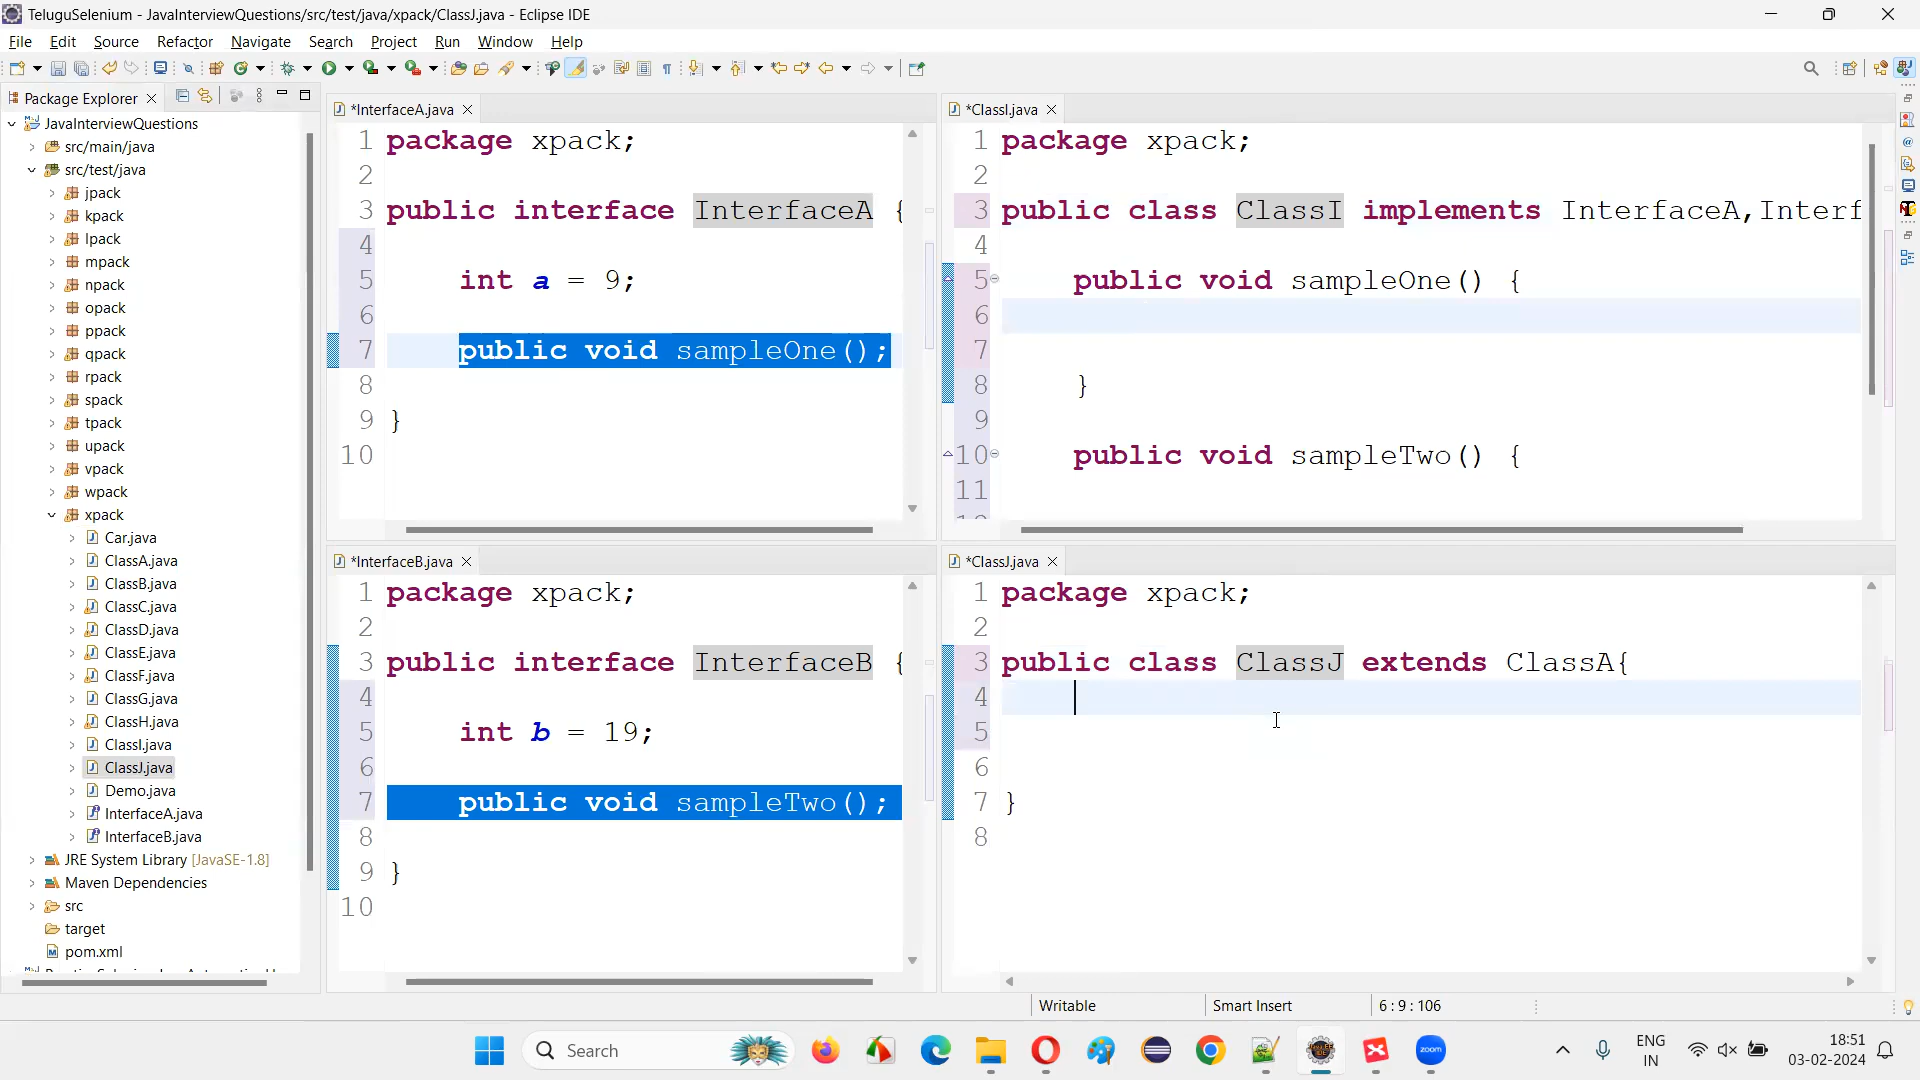 TeluguSelenium - JavaInterviewQuestions/src/test/java/xpack/ClassJ.java - Eclipse IDE
File Edit Source Refactor Navigate Search Project Run Window Help
Package Explorer
JavaInterviewQuestions
src/main/java
src/test/java
jpack
kpack
lpack
mpack
npack
opack
ppack
qpack
rpack
spack
tpack
upack
vpack
wpack
xpack
Car.java
ClassA.java
ClassB.java
ClassC.java
ClassD.java
ClassE.java
ClassF.java
ClassG.java
ClassH.java
ClassI.java
ClassJ.java
Demo.java
InterfaceA.java
InterfaceB.java
JRE System Library [JavaSE-1.8]
Maven Dependencies
src
target
pom.xml
*InterfaceA.java
1 package xpack;
2
3 public interface InterfaceA {
4
5 int a = 9;
6
7 public void sampleOne();
8
9 }
10
*ClassI.java
1 package xpack;
2
3 public class ClassI implements InterfaceA,Interf
4
5 public void sampleOne() {
6
7
8 }
9
10 public void sampleTwo() {
11
*InterfaceB.java
1 package xpack;
2
3 public interface InterfaceB {
4
5 int b = 19;
6
7 public void sampleTwo();
8
9 }
10
*ClassJ.java
1 package xpack;
2
3 public class ClassJ extends ClassA{
4
5
6
7 }
8
Writable Smart Insert 6 : 9 : 106
Search
zoom
ENG
IN
18:51
03-02-2024